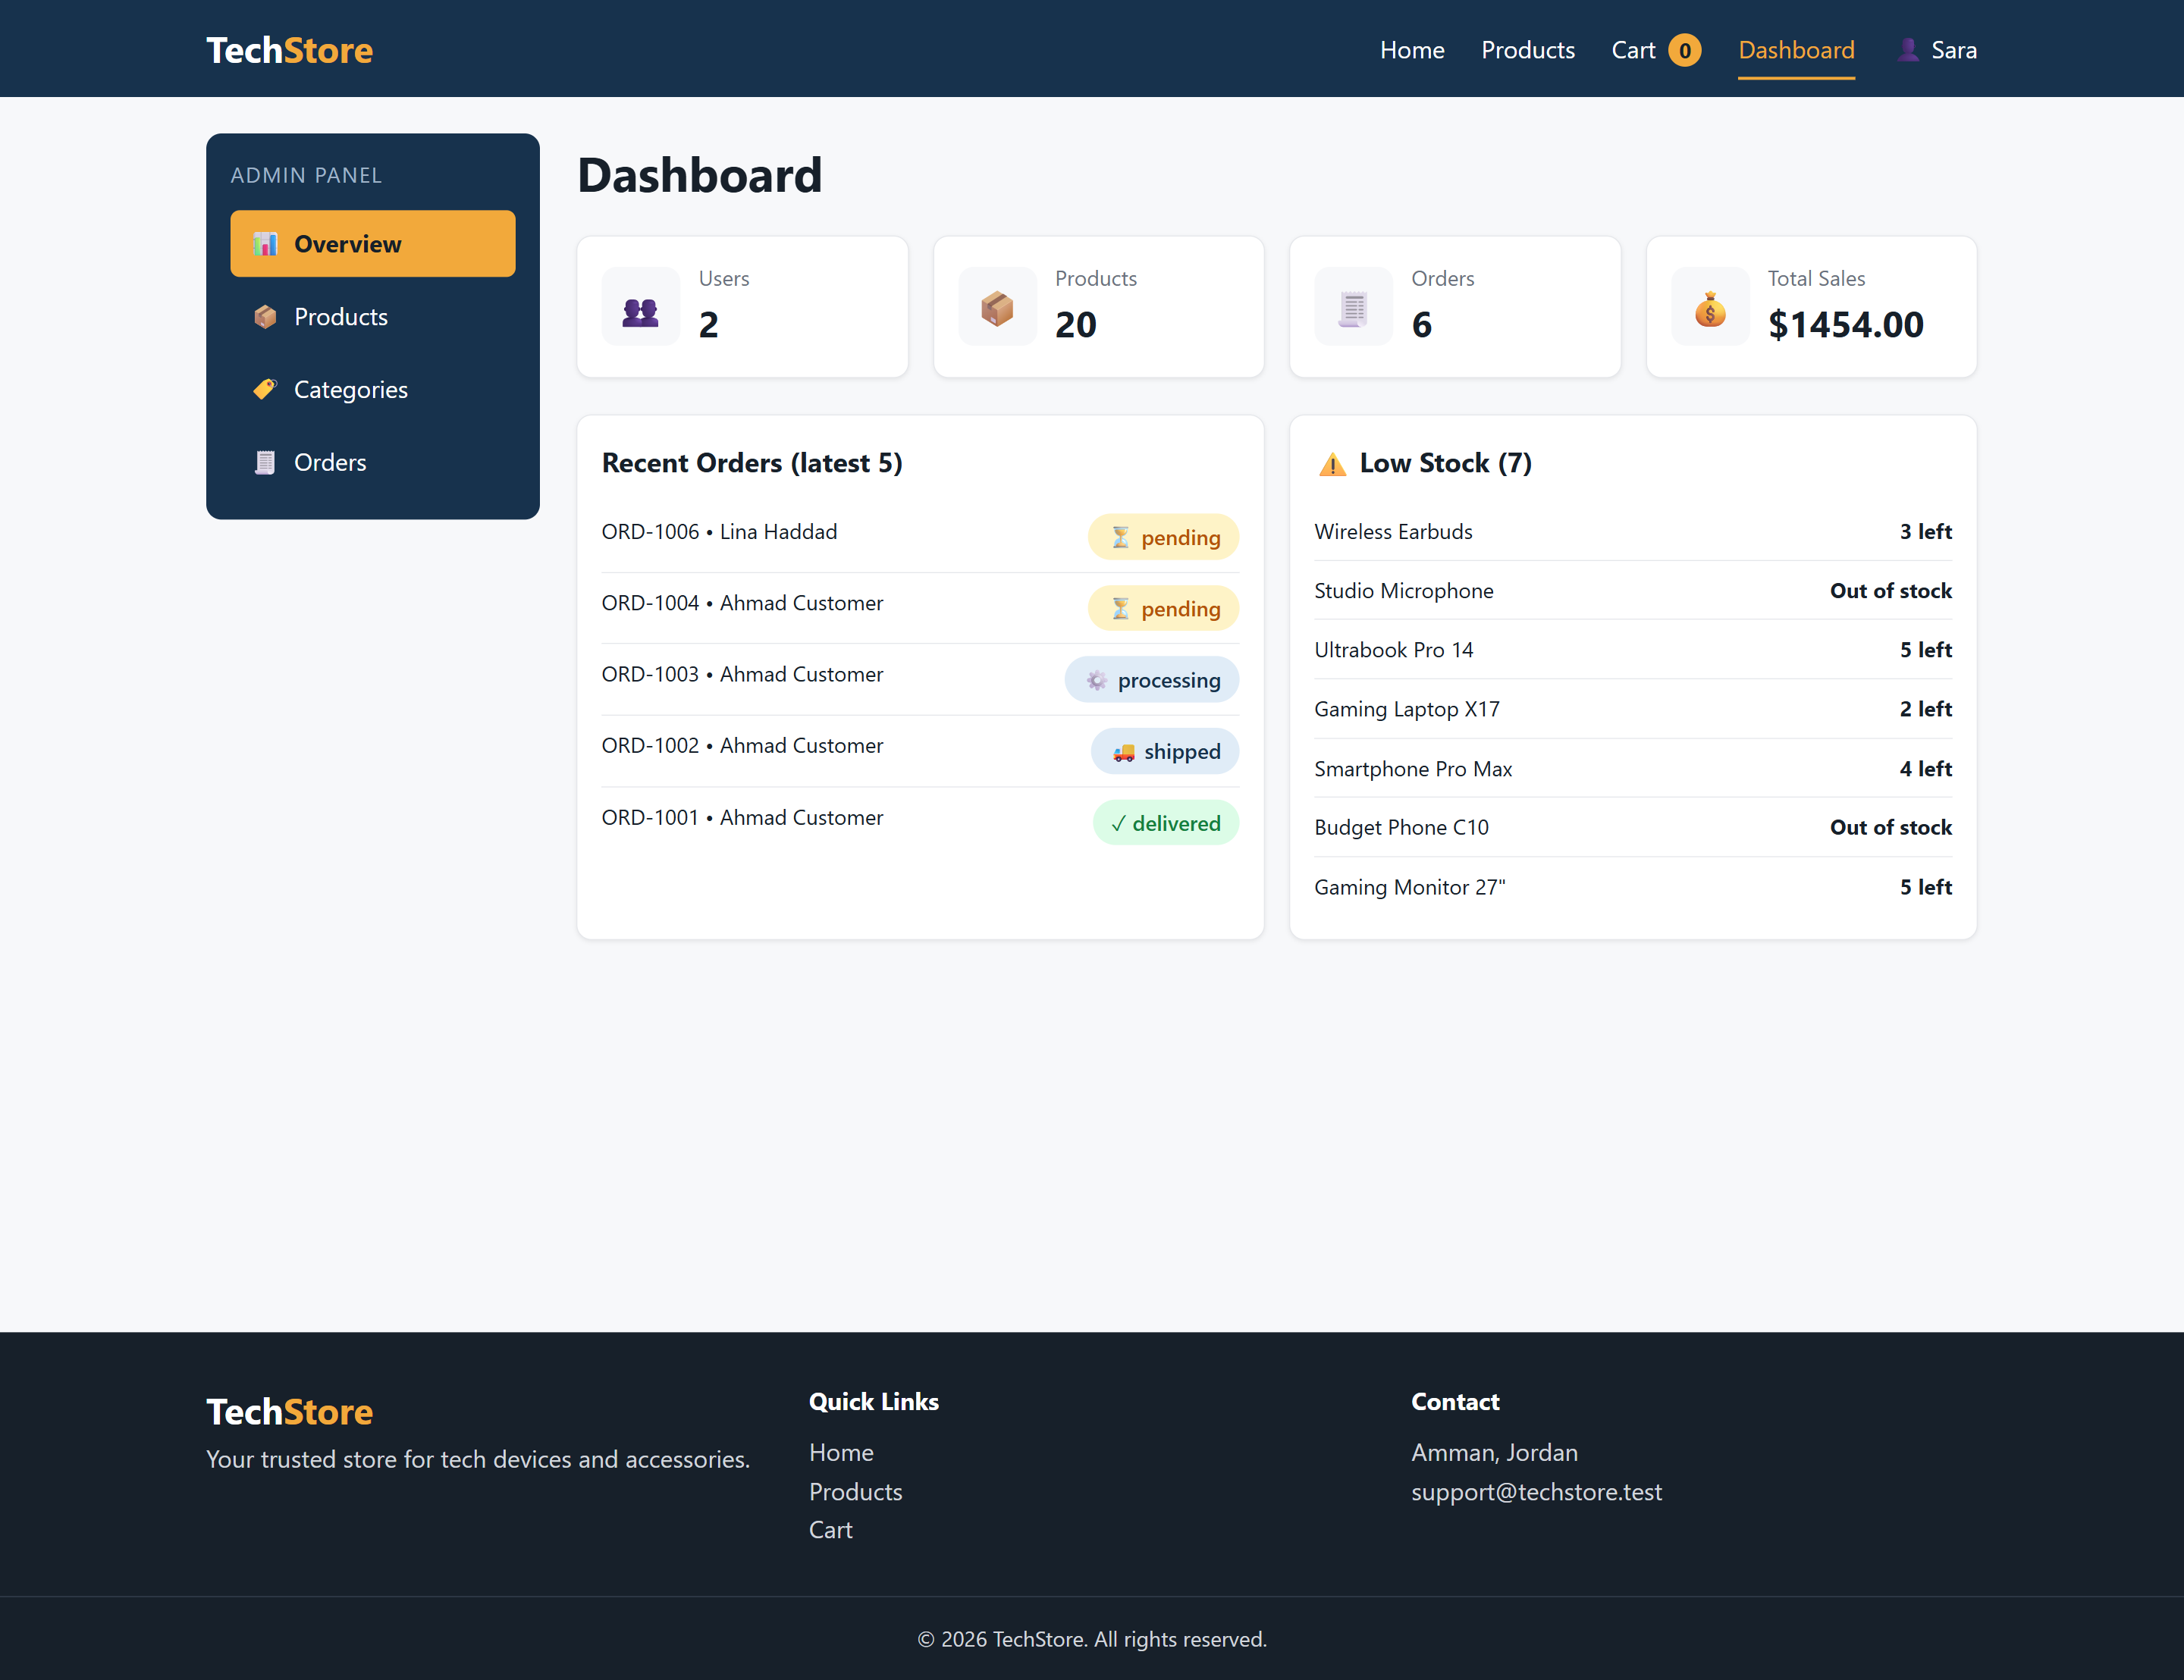 TechStore
Home Products Cart 0 Dashboard Sara
ADMIN PANEL
Overview
Products
Categories
Orders
Dashboard
Users
2
Products
20
Orders
6
Total Sales
$1454.00
Recent Orders (latest 5)
ORD-1006 • Lina Haddad pending
ORD-1004 • Ahmad Customer pending
ORD-1003 • Ahmad Customer processing
ORD-1002 • Ahmad Customer shipped
ORD-1001 • Ahmad Customer ✓ delivered
Low Stock (7)
Wireless Earbuds 3 left
Studio Microphone Out of stock
Ultrabook Pro 14 5 left
Gaming Laptop X17 2 left
Smartphone Pro Max 4 left
Budget Phone C10 Out of stock
Gaming Monitor 27" 5 left
TechStore
Your trusted store for tech devices and accessories.
Quick Links
Home
Products
Cart
Contact
Amman, Jordan
support@techstore.test
© 2026 TechStore. All rights reserved.